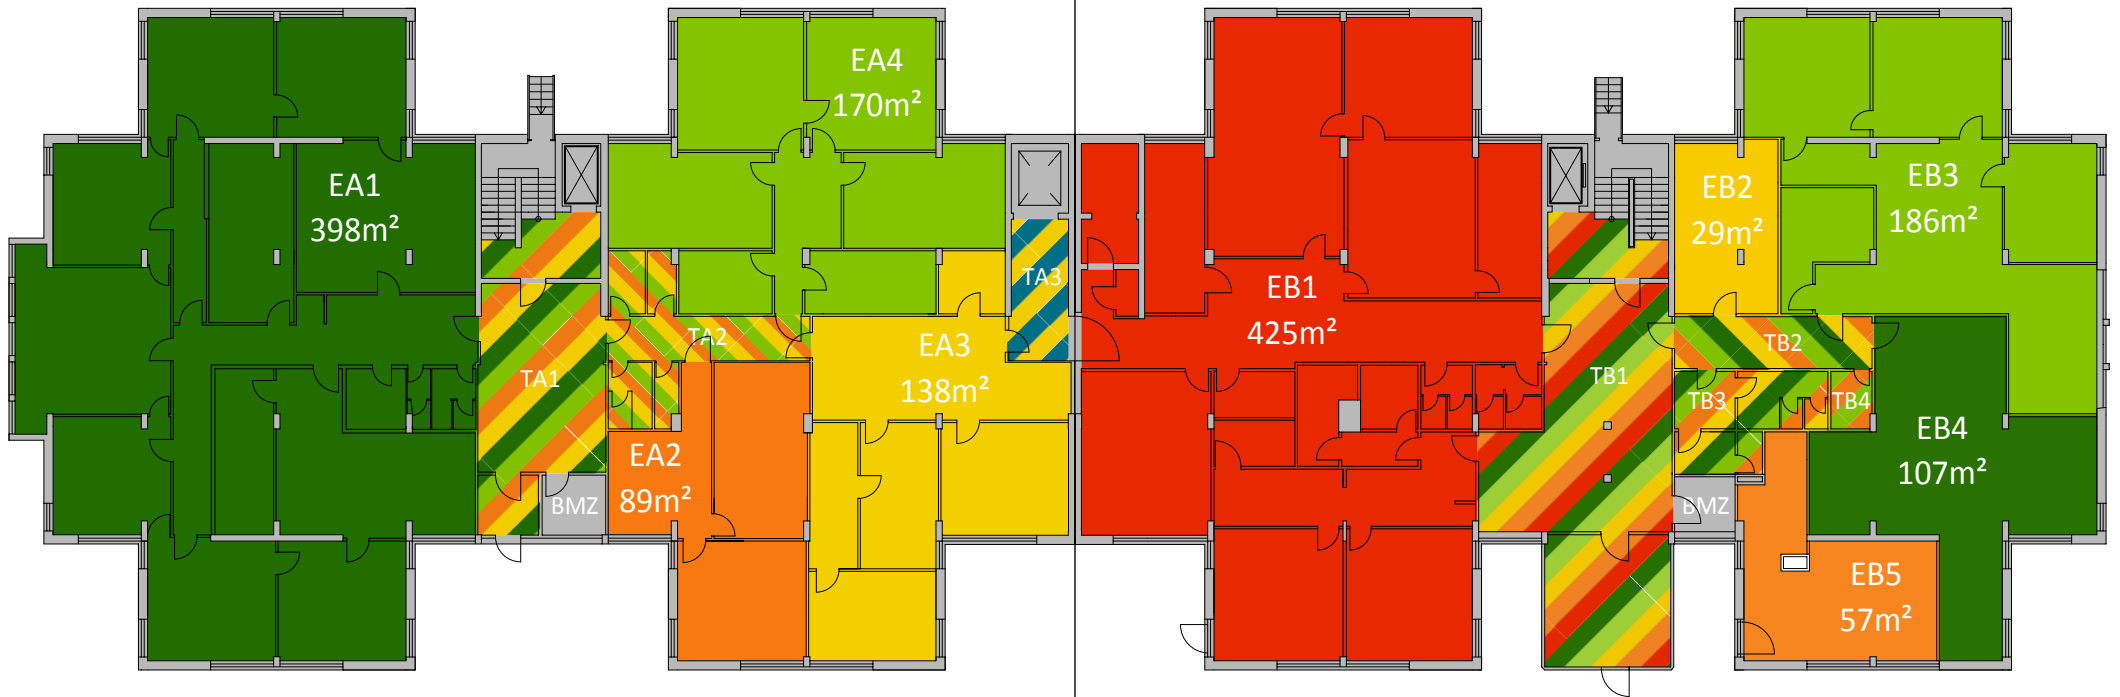 EA1
398m²
EA4
170m²
TA3
TA2
TA1
EA3
138m²
EA2
89m²
BMZ
EB1
425m²
EB2
29m²
EB3
186m²
TB1
TB2
TB3
TB4
EB4
107m²
BMZ
EB5
57m²